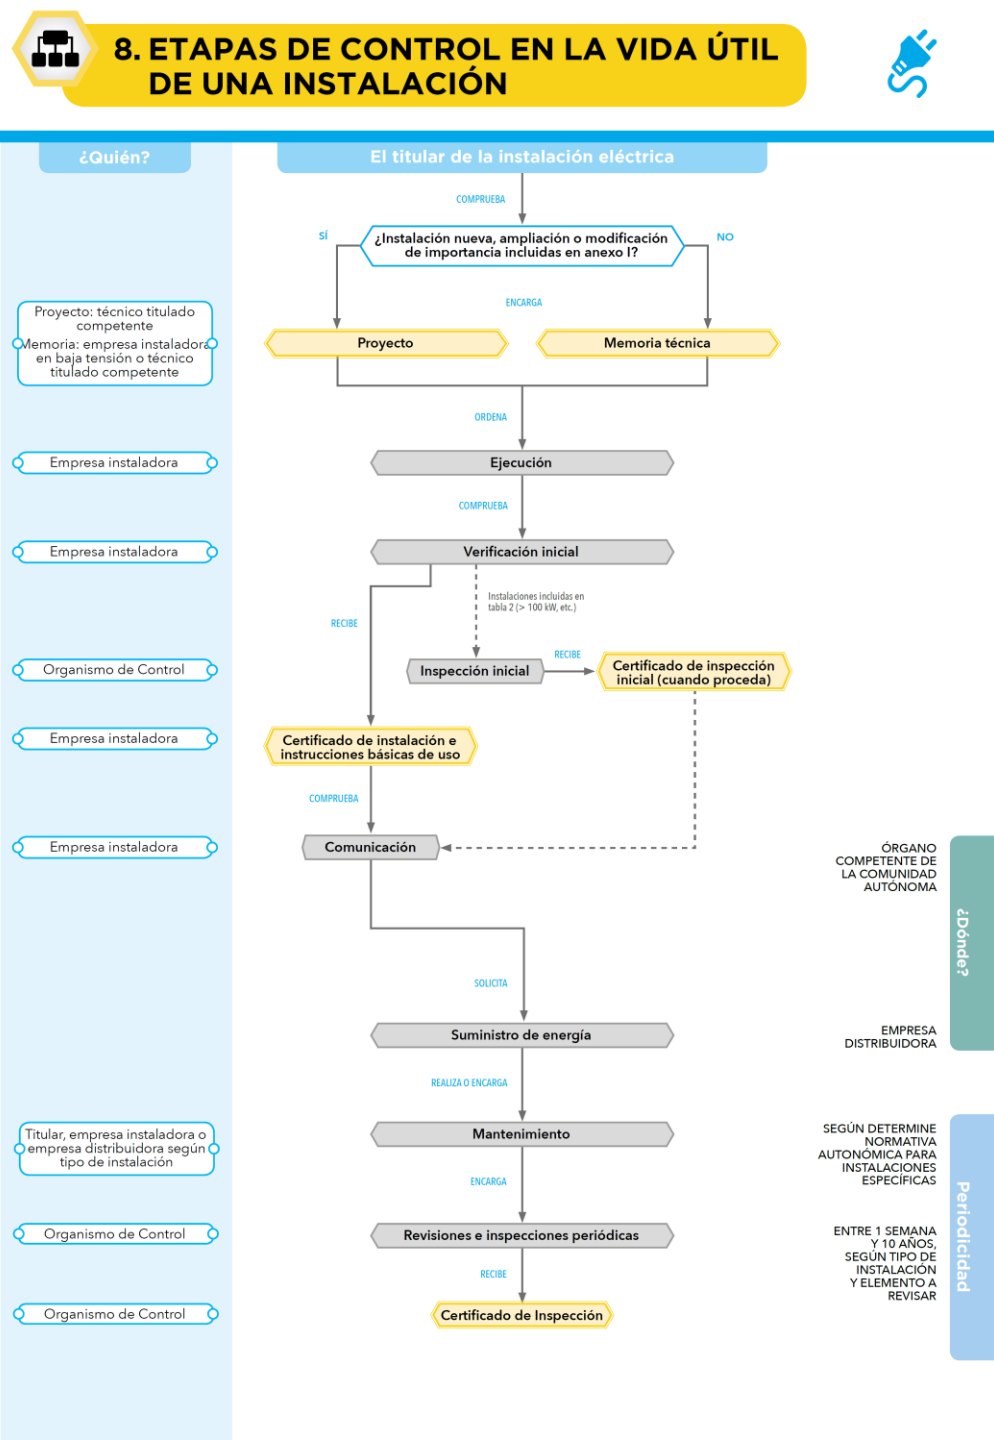 8. ETAPAS DE CONTROL EN LA VIDA ÚTIL
DE UNA INSTALACIÓN
¿Quién?
El titular de la instalación eléctrica
COMPRUEBA
SÍ
¿Instalación nueva, ampliación o modificación
de importancia incluidas en anexo I?
NO
ENCARGA
Proyecto: técnico titulado
competente
Memoria: empresa instaladora
en baja tensión o técnico
titulado competente
Proyecto
Memoria técnica
ORDENA
Empresa instaladora
Ejecución
COMPRUEBA
Empresa instaladora
Verificación inicial
Instalaciones incluidas en
tabla 2 (> 100 kW, etc.)
RECIBE
RECIBE
Organismo de Control
Inspección inicial
Certificado de inspección
inicial (cuando proceda)
Empresa instaladora
Certificado de instalación e
instrucciones básicas de uso
COMPRUEBA
Empresa instaladora
Comunicación
ÓRGANO
COMPETENTE DE
LA COMUNIDAD
AUTÓNOMA
¿Dónde?
SOLICITA
Suministro de energía
EMPRESA
DISTRIBUIDORA
REALIZA O ENCARGA
Titular, empresa instaladora o
empresa distribuidora según
tipo de instalación
Mantenimiento
SEGÚN DETERMINE
NORMATIVA
AUTONÓMICA PARA
INSTALACIONES
ESPECÍFICAS
Periodicidad
ENCARGA
Organismo de Control
Revisiones e inspecciones periódicas
ENTRE 1 SEMANA
Y 10 AÑOS,
SEGÚN TIPO DE
INSTALACIÓN
Y ELEMENTO A
REVISAR
RECIBE
Organismo de Control
Certificado de Inspección